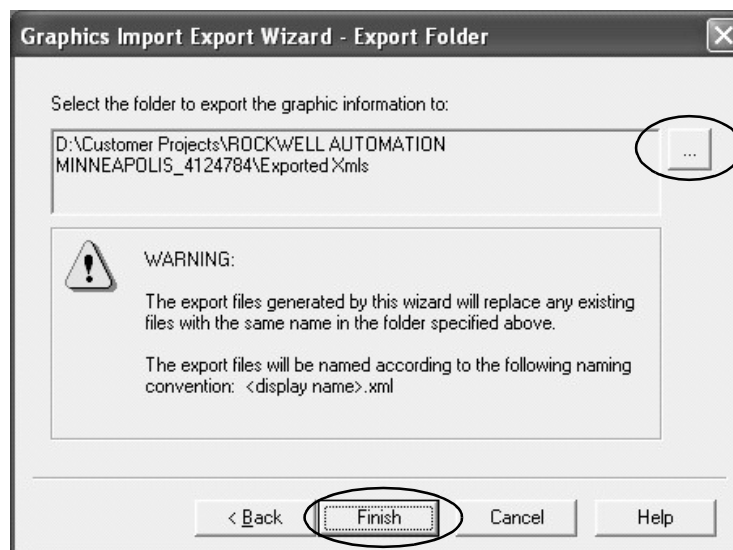 Graphics Import Export Wizard - Export Folder
Select the folder to export the graphic information to:
D:\Customer Projects\ROCKWELL AUTOMATION
MINNEAPOLIS_4124784\Exported Xmls
...
WARNING:
The export files generated by this wizard will replace any existing
files with the same name in the folder specified above.
The export files will be named according to the following naming
convention: <display name>.xml
< Back
Finish
Cancel
Help